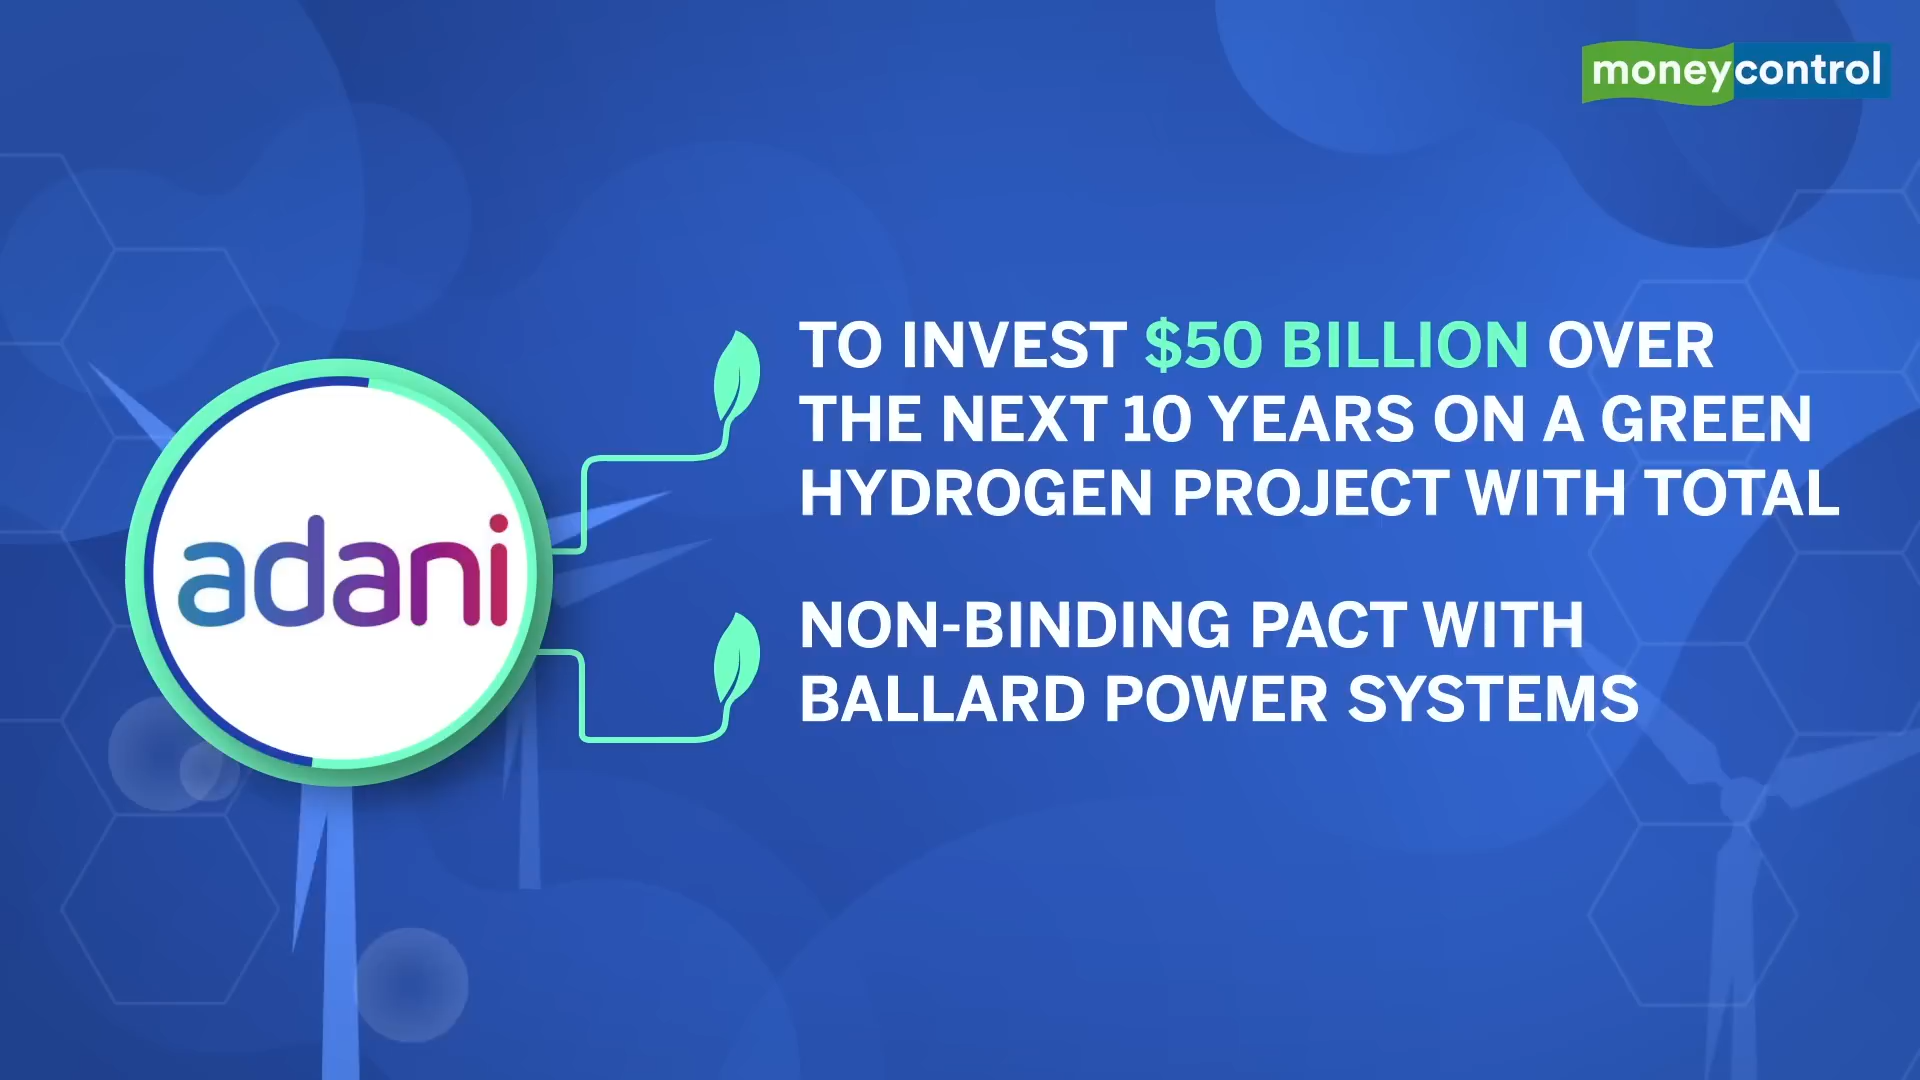 moneycontrol
adani
TO INVEST $50 BILLION OVER
THE NEXT 10 YEARS ON A GREEN
HYDROGEN PROJECT WITH TOTAL
NON-BINDING PACT WITH
BALLARD POWER SYSTEMS